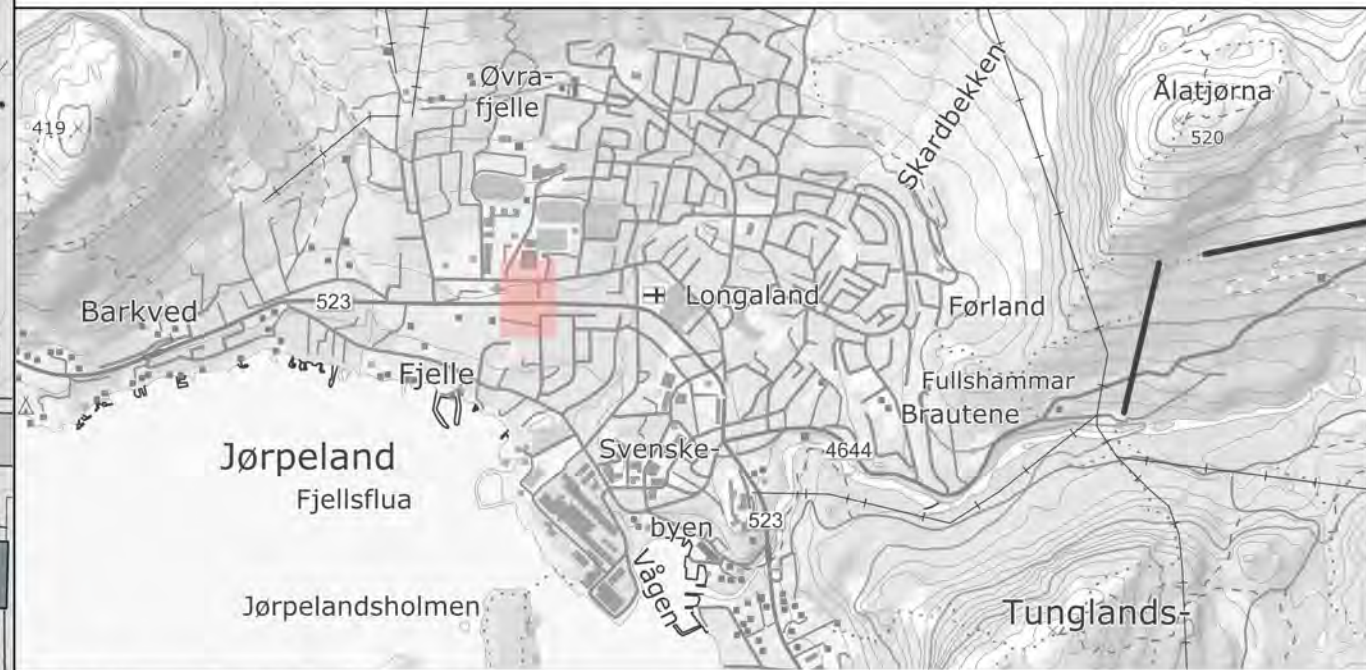 Øvra-
fjelle
Skardbekken
Ålatjørna
520
419
Barkved
523
Longaland
Førland
Fjelle
Fullshammar
Brautene
Jørpeland
Fjellsflua
Svenske-
4644
byen
523
Vågen
Jørpelandsholmen
Tunglands-